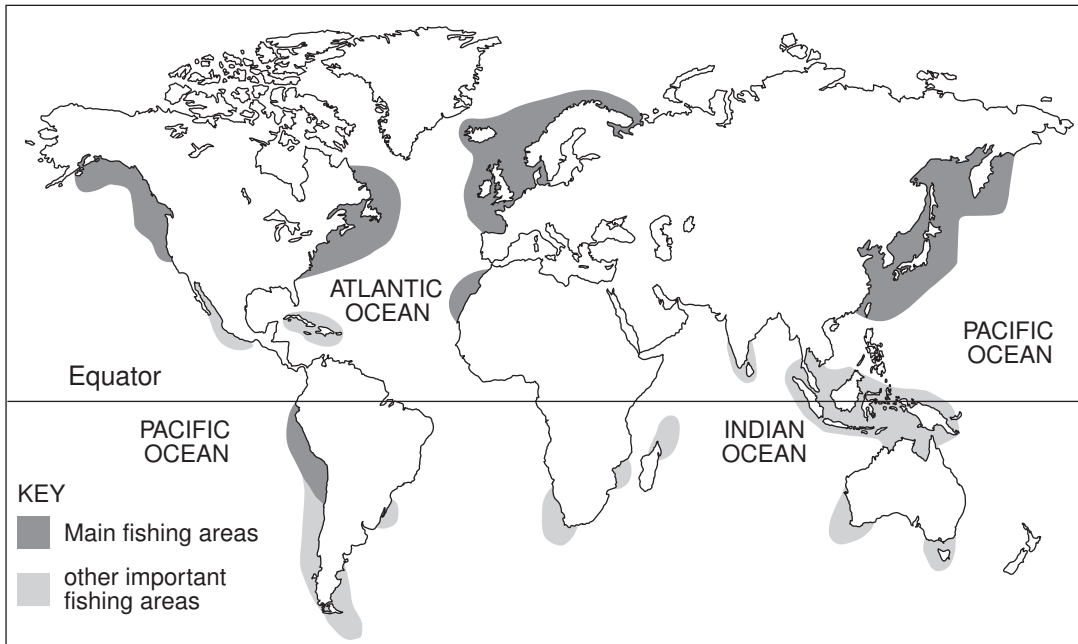 ATLANTIC
OCEAN
PACIFIC
OCEAN
Equator
PACIFIC
OCEAN
INDIAN
OCEAN
KEY
Main fishing areas
other important
fishing areas